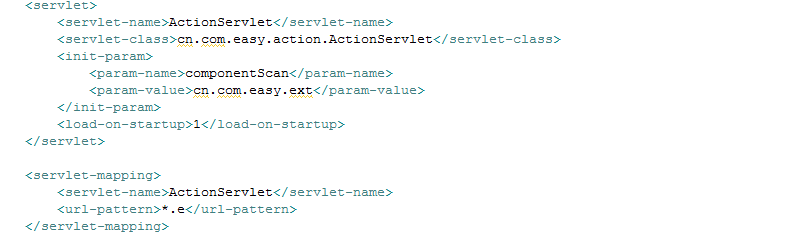 <servlet>
<servlet-name>ActionServlet</servlet-name>
<servlet-class>cn.com.easy.action.ActionServlet</servlet-class>
<init-param>
<param-name>componentScan</param-name>
<param-value>cn.com.easy.ext</param-value>
</init-param>
<load-on-startup>1</load-on-startup>
</servlet>
<servlet-mapping>
<servlet-name>ActionServlet</servlet-name>
<url-pattern>*.e</url-pattern>
</servlet-mapping>